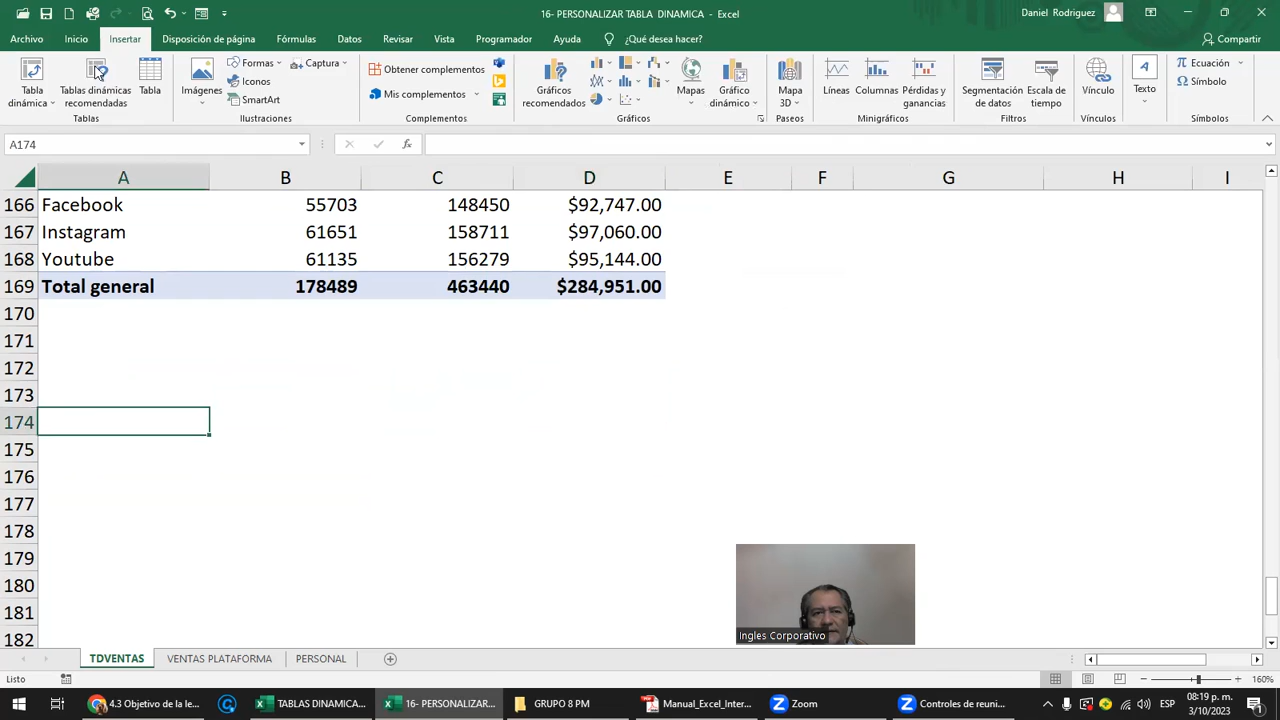 16- PERSONALIZAR TABLA  DINAMICA  -  Excel
Daniel Rodriguez
Archivo Inicio Insertar Disposición de página Fórmulas Datos Revisar Vista Programador Ayuda ¿Qué desea hacer? Compartir
Tabla dinámica
Tablas dinámicas recomendadas
Tabla
Tablas
Imágenes
Formas
Iconos
SmartArt
Captura
Ilustraciones
Obtener complementos
Mis complementos
Complementos
Gráficos recomendados
Mapas
Gráfico dinámico
Gráficos
Mapa 3D
Paseos
Líneas
Columnas
Pérdidas y ganancias
Minigráficos
Segmentación de datos
Escala de tiempo
Filtros
Vínculo
Vínculos
Texto
Ecuación
Símbolo
Símbolos
A174 fx
A B C D E F G H I
166 Facebook 55703 148450 $92,747.00
167 Instagram 61651 158711 $97,060.00
168 Youtube 61135 156279 $95,144.00
169 Total general 178489 463440 $284,951.00
170
171
172
173
174
175
176
177
178
179
180
181
182
Ingles Corporativo
TDVENTAS VENTAS PLATAFORMA PERSONAL
Listo 160%
4.3 Objetivo de la le... TABLAS DINAMICA... 16- PERSONALIZAR... GRUPO 8 PM Manual_Excel_Inter... Zoom Controles de reuni... ESP 08:19 p. m.
3/10/2023